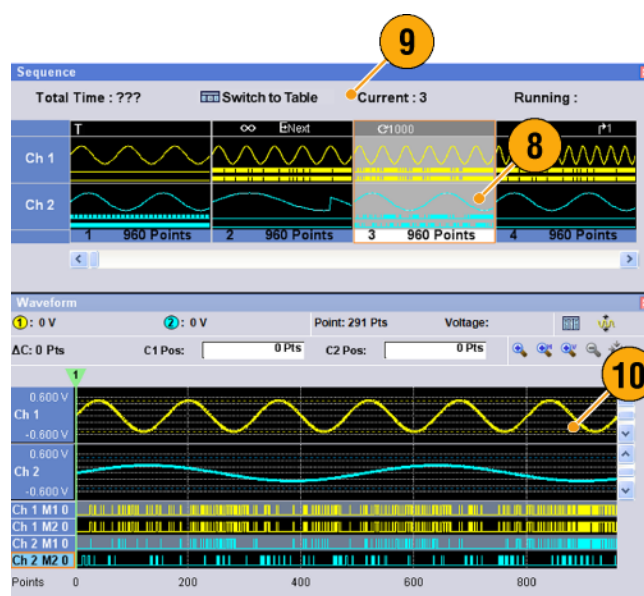 9
Sequence
Total Time : ??? Switch to Table Current : 3 Running :
T ∞ Next 1000 1
8
Ch 1
Ch 2
1 960 Points 2 960 Points 3 960 Points 4 960 Points
Waveform
1 : 0 V 2 : 0 V Point: 291 Pts Voltage:
ΔC: 0 Pts C1 Pos: 0 Pts C2 Pos: 0 Pts
10
1
0.600 V
Ch 1
-0.600 V
0.600 V
Ch 2
-0.600 V
Ch 1 M1 0
Ch 1 M2 0
Ch 2 M1 0
Ch 2 M2 0
Points 0 200 400 600 800